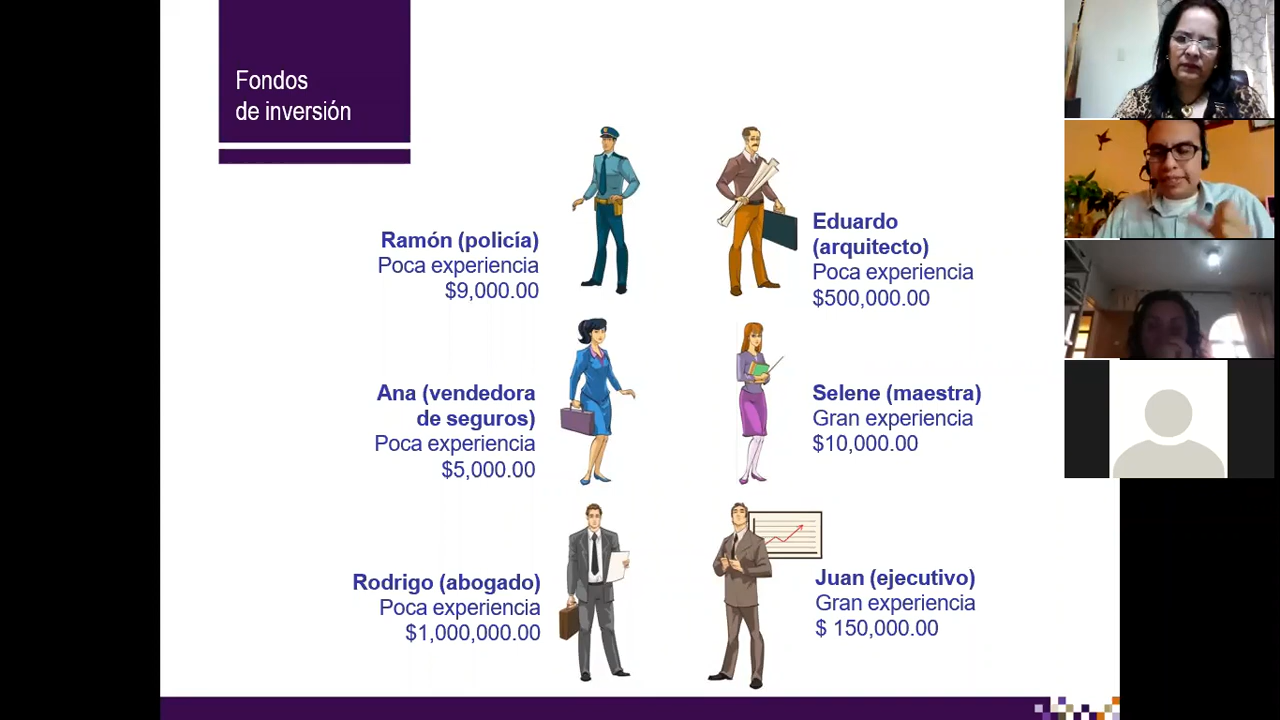 Fondos
de inversión
Ramón (policía)
Poca experiencia
$9,000.00
Eduardo
(arquitecto)
Poca experiencia
$500,000.00
Ana (vendedora
de seguros)
Poca experiencia
$5,000.00
Selene (maestra)
Gran experiencia
$10,000.00
Rodrigo (abogado)
Poca experiencia
$1,000,000.00
Juan (ejecutivo)
Gran experiencia
$ 150,000.00